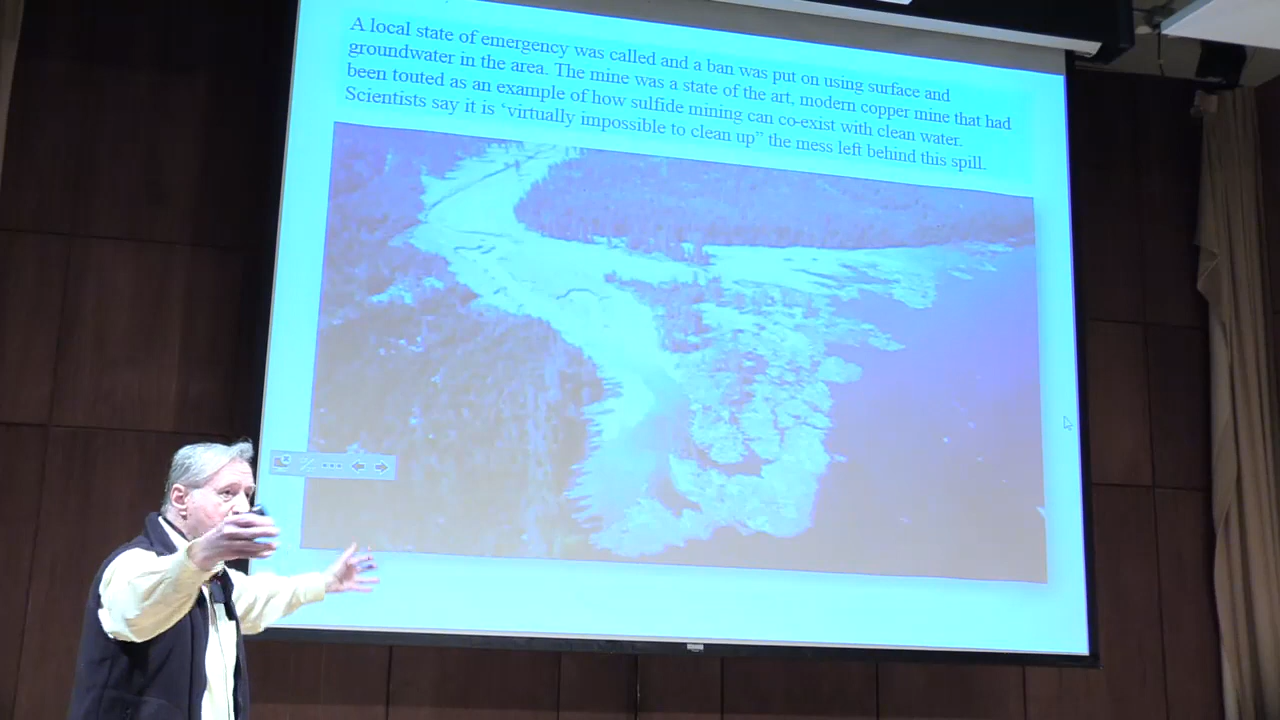 A local state of emergency was called and a ban was put on using surface and
groundwater in the area. The mine was a state of the art, modern copper mine that had
been touted as an example of how sulfide mining can co-exist with clean water.
Scientists say it is ‘virtually impossible to clean up” the mess left behind this spill.